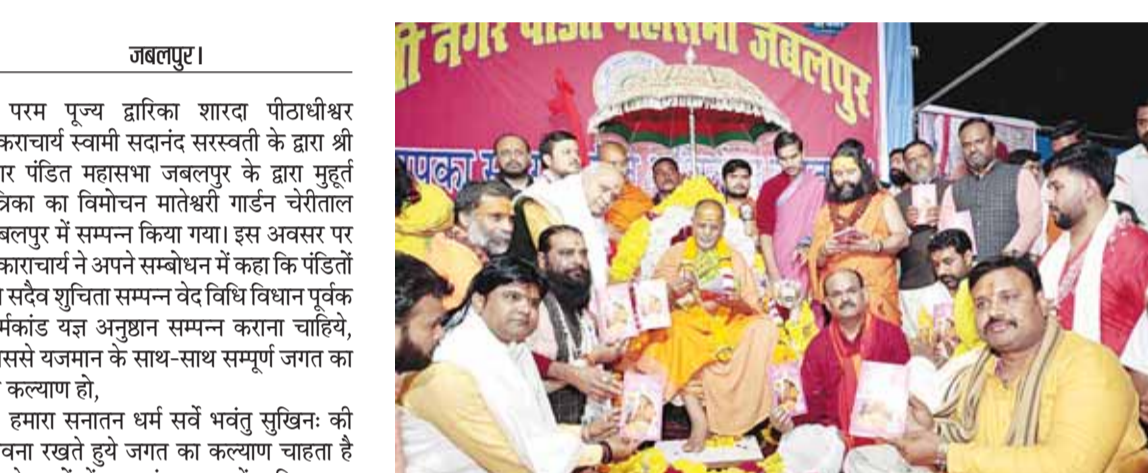 जबलपुर।
परम पूज्य द्वारिका शारदा पीठाधीश्वर
कराचार्य स्वामी सदानंद सरस्वती के द्वारा श्री
र पंडित महासभा जबलपुर के द्वारा मुहूर्त
त्रिका का विमोचन मातेश्वरी गार्डन चेरीताल
बलपुर में सम्पन्न किया गया। इस अवसर पर
काराचार्य ने अपने सम्बोधन में कहा कि पंडितों
सदैव शुचिता सम्पन्न वेद विधि विधान पूर्वक
र्मकांड यज्ञ अनुष्ठान सम्पन्न कराना चाहिये,
ससे यजमान के साथ-साथ सम्पूर्ण जगत का
कल्याण हो,
हमारा सनातन धर्म सर्वे भवंतु सुखिनः की
वना रखते हुये जगत का कल्याण चाहता है
नगर पंडित महासभा जबलपुर